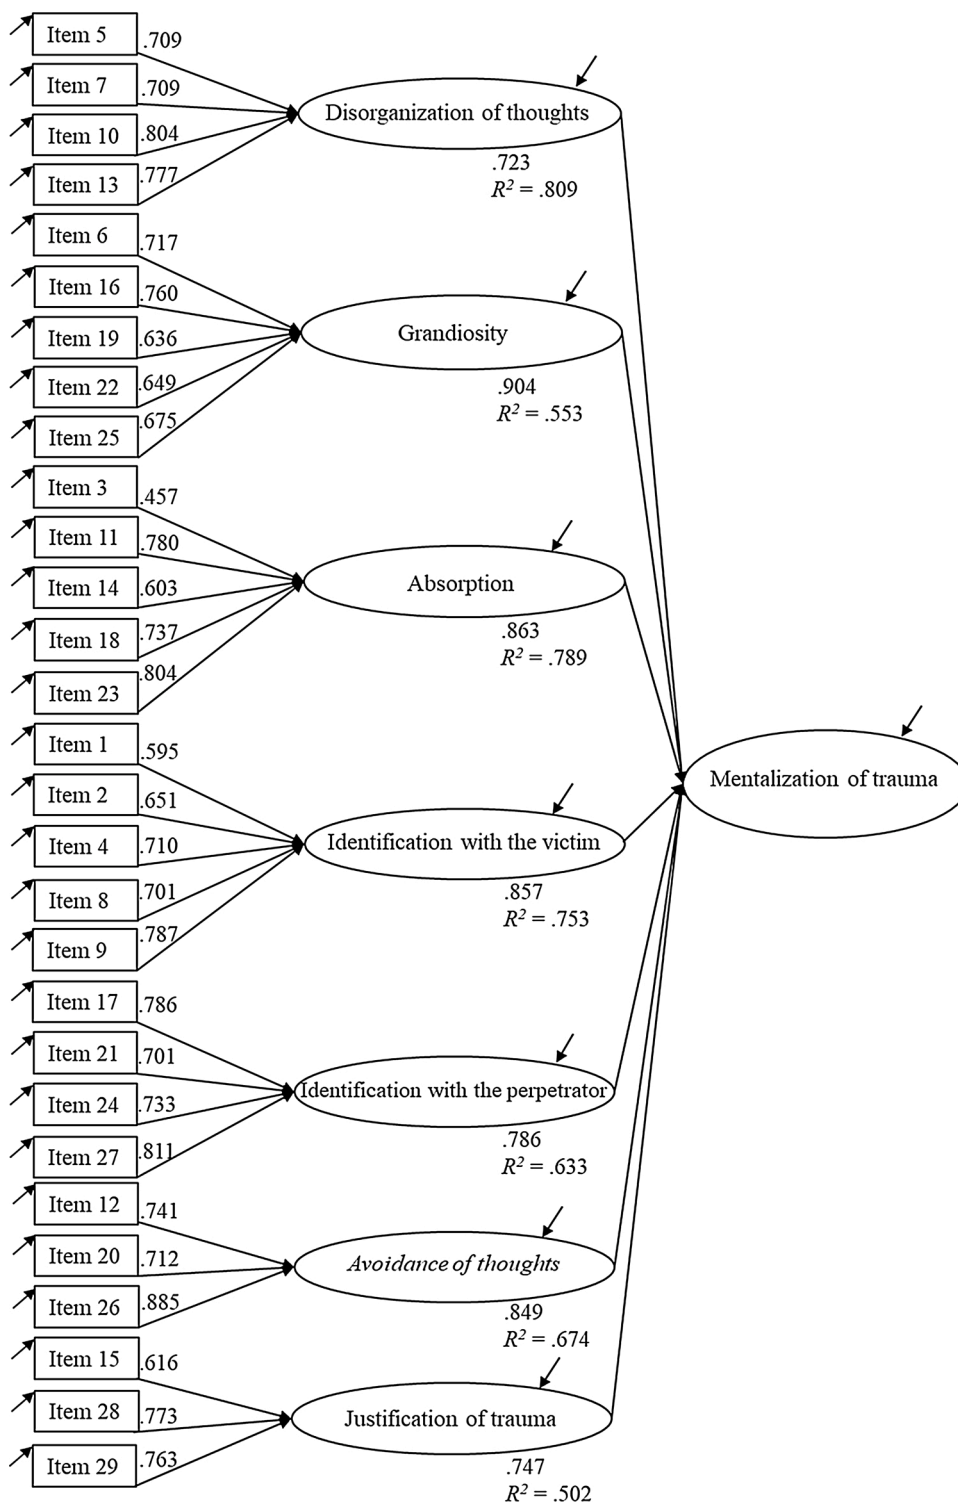 Item 5 .709
Item 7 .709
Item 10 .804
Item 13 .777
Disorganization of thoughts
.723
R² = .809
Item 6 .717
Item 16 .760
Item 19 .636
Item 22 .649
Item 25 .675
Grandiosity
.904
R² = .553
Item 3 .457
Item 11 .780
Item 14 .603
Item 18 .737
Item 23 .804
Absorption
.863
R² = .789
Item 1 .595
Item 2 .651
Item 4 .710
Item 8 .701
Item 9 .787
Identification with the victim
.857
R² = .753
Item 17 .786
Item 21 .701
Item 24 .733
Item 27 .811
Identification with the perpetrator
.786
R² = .633
Item 12 .741
Item 20 .712
Item 26 .885
Avoidance of thoughts
.849
R² = .674
Item 15 .616
Item 28 .773
Item 29 .763
Justification of trauma
.747
R² = .502
Mentalization of trauma